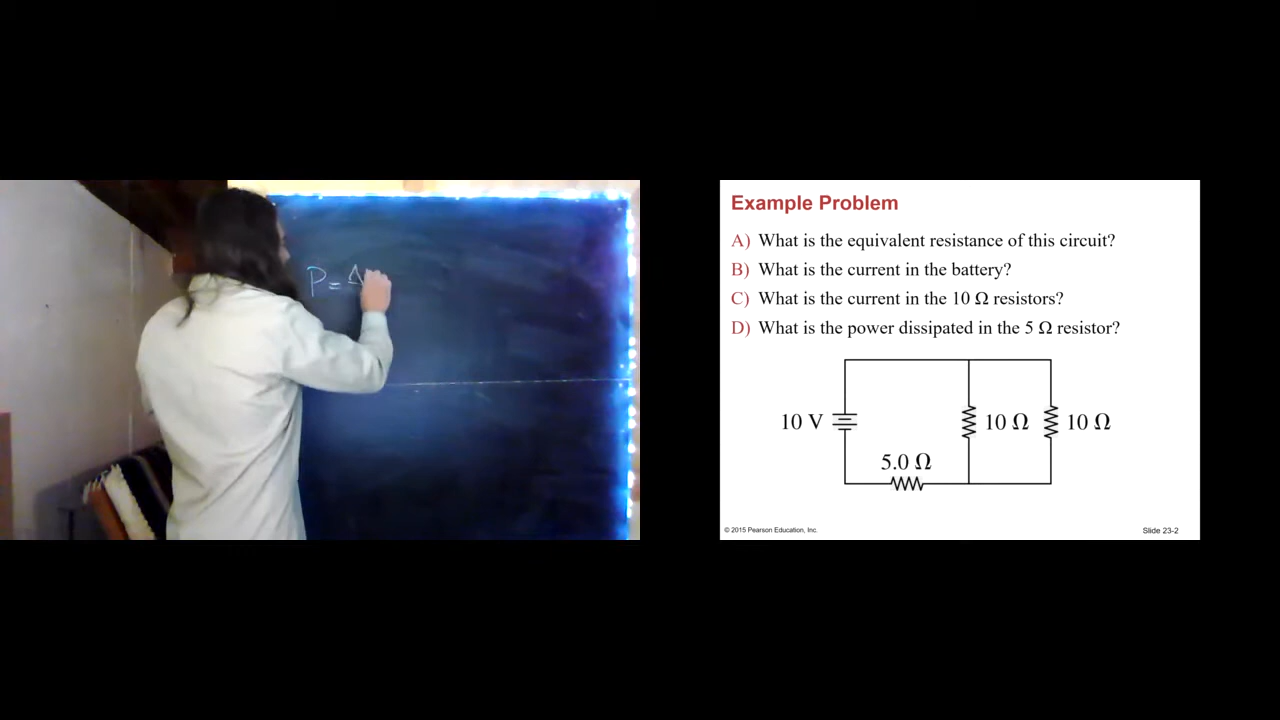 P = Δ
Example Problem
A) What is the equivalent resistance of this circuit?
B) What is the current in the battery?
C) What is the current in the 10 Ω resistors?
D) What is the power dissipated in the 5 Ω resistor?
10 V
10 Ω
10 Ω
5.0 Ω
© 2015 Pearson Education, Inc.
Slide 23-2